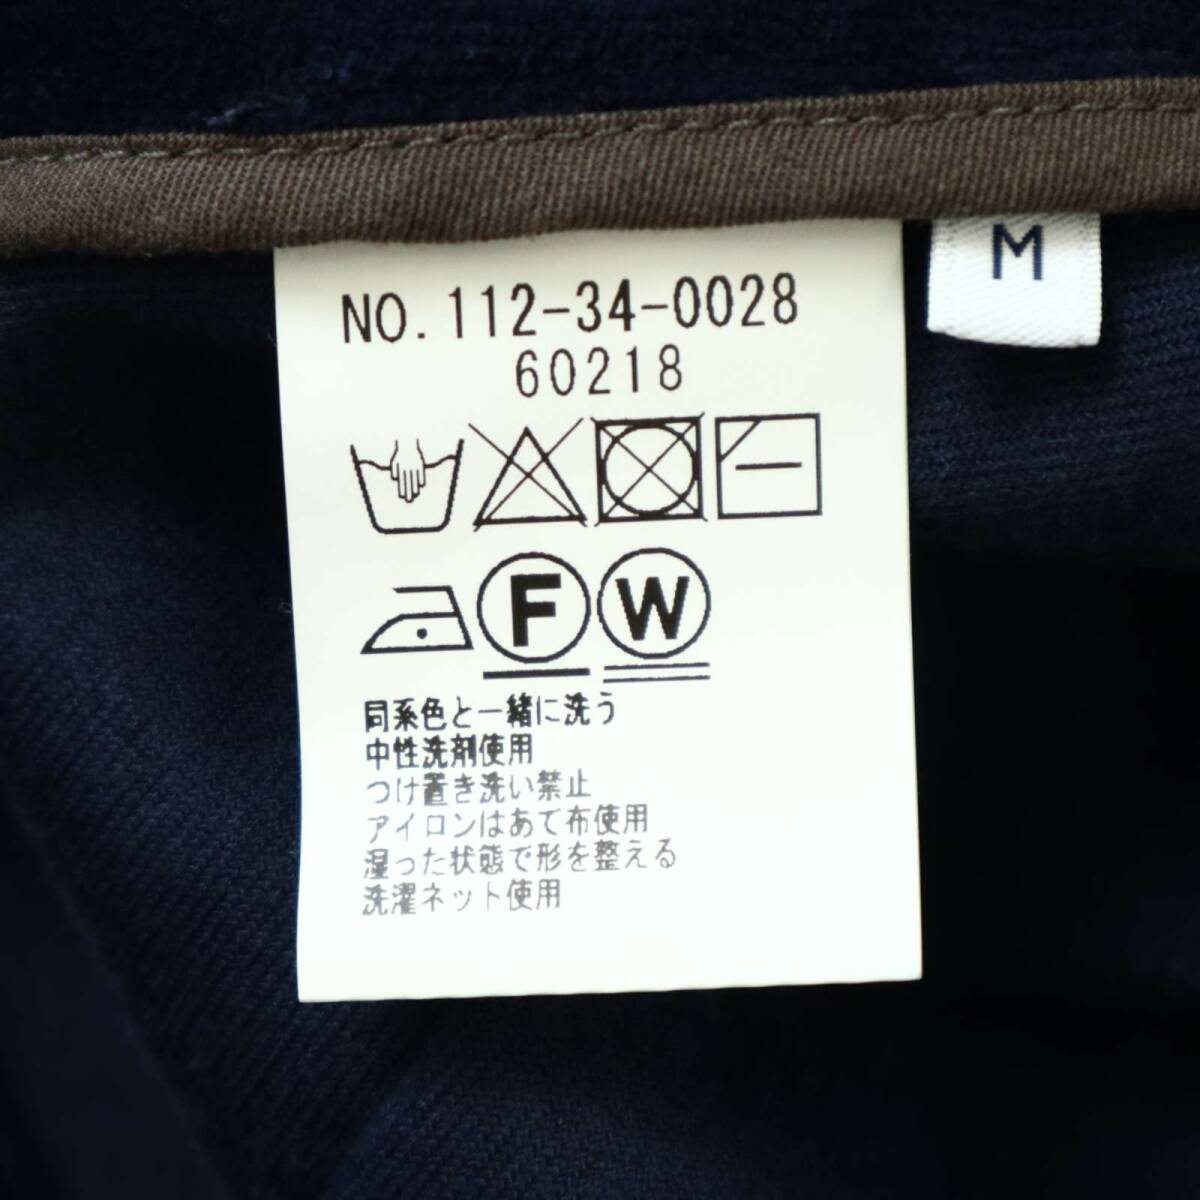 M
NO.112-34-0028
60218
F W
同系色と一緒に洗う
中性洗剤使用
つけ置き洗い禁止
アイロンはあて布使用
湿った状態で形を整える
洗濯ネット使用